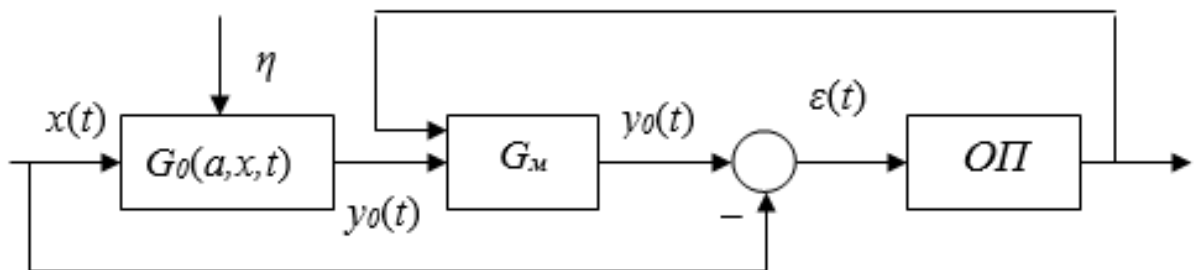 η
x(t)
G₀(a,x,t)
y₀(t)
Gм
y₀(t)
ε(t)
ОП
–